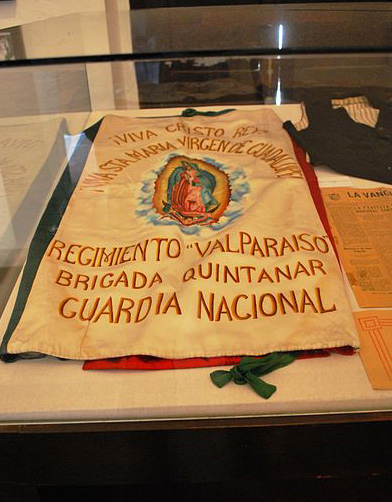 ¡VIVA CRISTO REY!
¡VIVA STA. MARIA VIRGEN DE GUADALUPE!
REGIMIENTO "VALPARAISO"
BRIGADA QUINTANAR
GUARDIA NACIONAL
LA VANG